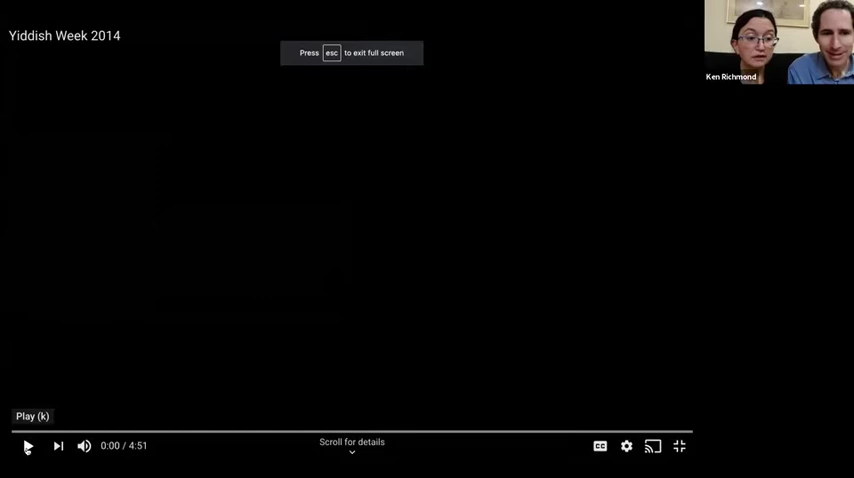 Yiddish Week 2014
Press esc to exit full screen
Ken Richmond
Play (k)
0:00 / 4:51
Scroll for details
CC